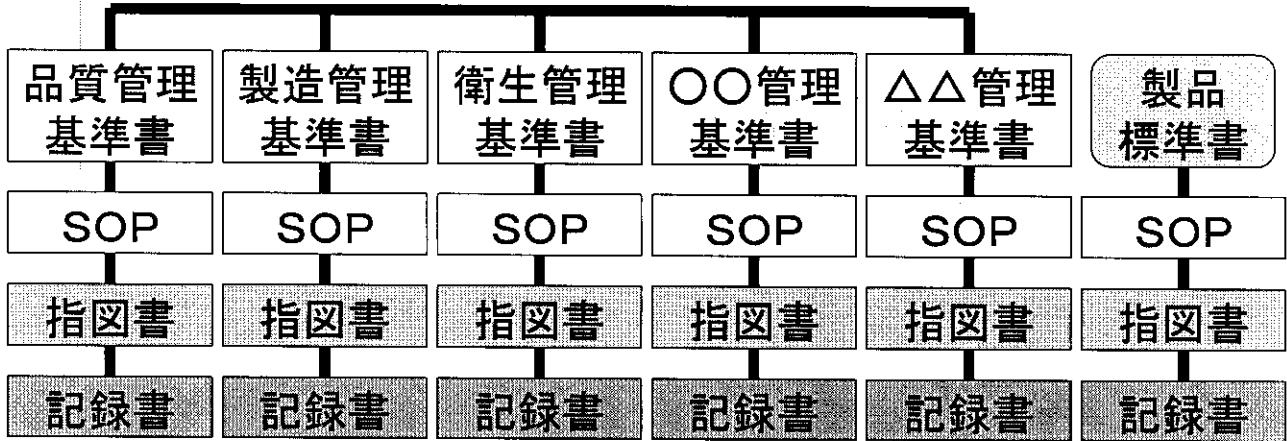 品質管理
基準書
製造管理
基準書
衛生管理
基準書
○○管理
基準書
△△管理
基準書
製品
標準書
SOP
SOP
SOP
SOP
SOP
SOP
指図書
指図書
指図書
指図書
指図書
指図書
記録書
記録書
記録書
記録書
記録書
記録書